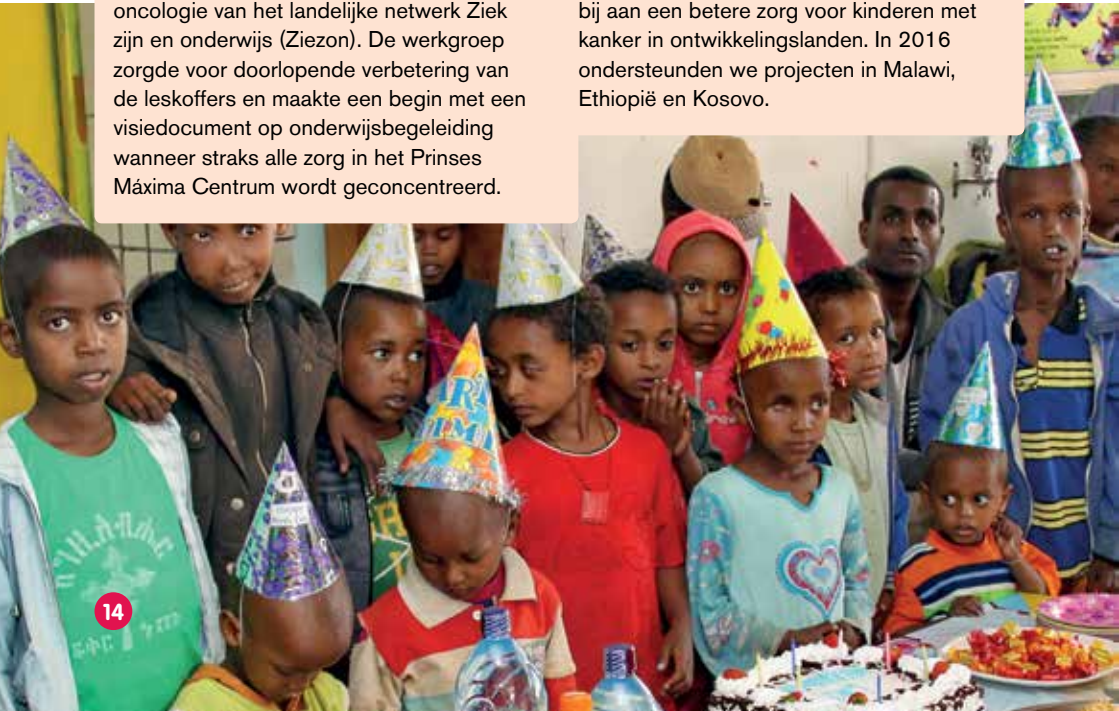 oncologie van het landelijke netwerk Ziek
zijn en onderwijs (Ziezon). De werkgroep
zorgde voor doorlopende verbetering van
de leskoffers en maakte een begin met een
visiedocument op onderwijsbegeleiding
wanneer straks alle zorg in het Prinses
Máxima Centrum wordt geconcentreerd.
bij aan een betere zorg voor kinderen met
kanker in ontwikkelingslanden. In 2016
ondersteunden we projecten in Malawi,
Ethiopië en Kosovo.
14